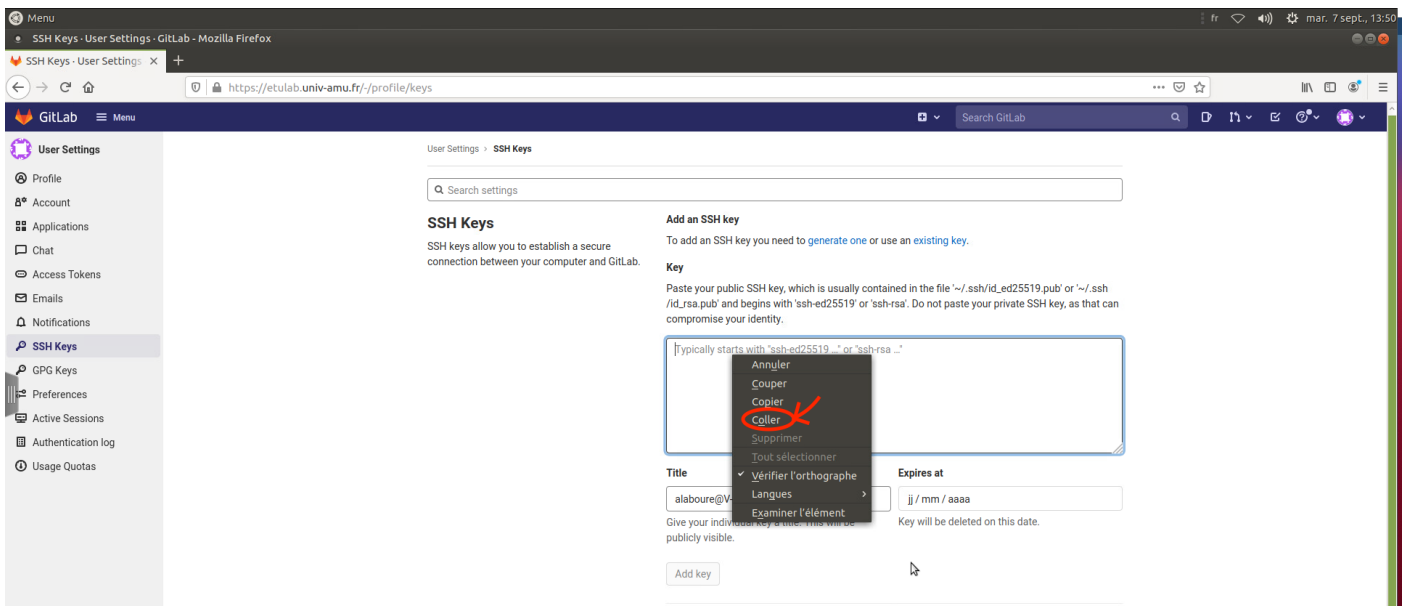 Menu
fr mar. 7 sept., 13:50
SSH Keys · User Settings · GitLab - Mozilla Firefox
SSH Keys · User Settings
https://etulab.univ-amu.fr/-/profile/keys
GitLab Menu
Search GitLab
User Settings
Profile
Account
Applications
Chat
Access Tokens
Emails
Notifications
SSH Keys
GPG Keys
Preferences
Active Sessions
Authentication log
Usage Quotas
User Settings > SSH Keys
Search settings
SSH Keys
SSH keys allow you to establish a secure
connection between your computer and GitLab.
Add an SSH key
To add an SSH key you need to generate one or use an existing key.
Key
Paste your public SSH key, which is usually contained in the file '~/.ssh/id_ed25519.pub' or '~/.ssh
/id_rsa.pub' and begins with 'ssh-ed25519' or 'ssh-rsa'. Do not paste your private SSH key, as that can
compromise your identity.
Typically starts with "ssh-ed25519 …" or "ssh-rsa …"
Annuler
Couper
Copier
Coller
Supprimer
Tout sélectionner
Vérifier l'orthographe
Langues
Examiner l'élément
Title
alaboure@V-
Give your individual key a title. This will be
publicly visible.
Expires at
jj / mm / aaaa
Key will be deleted on this date.
Add key